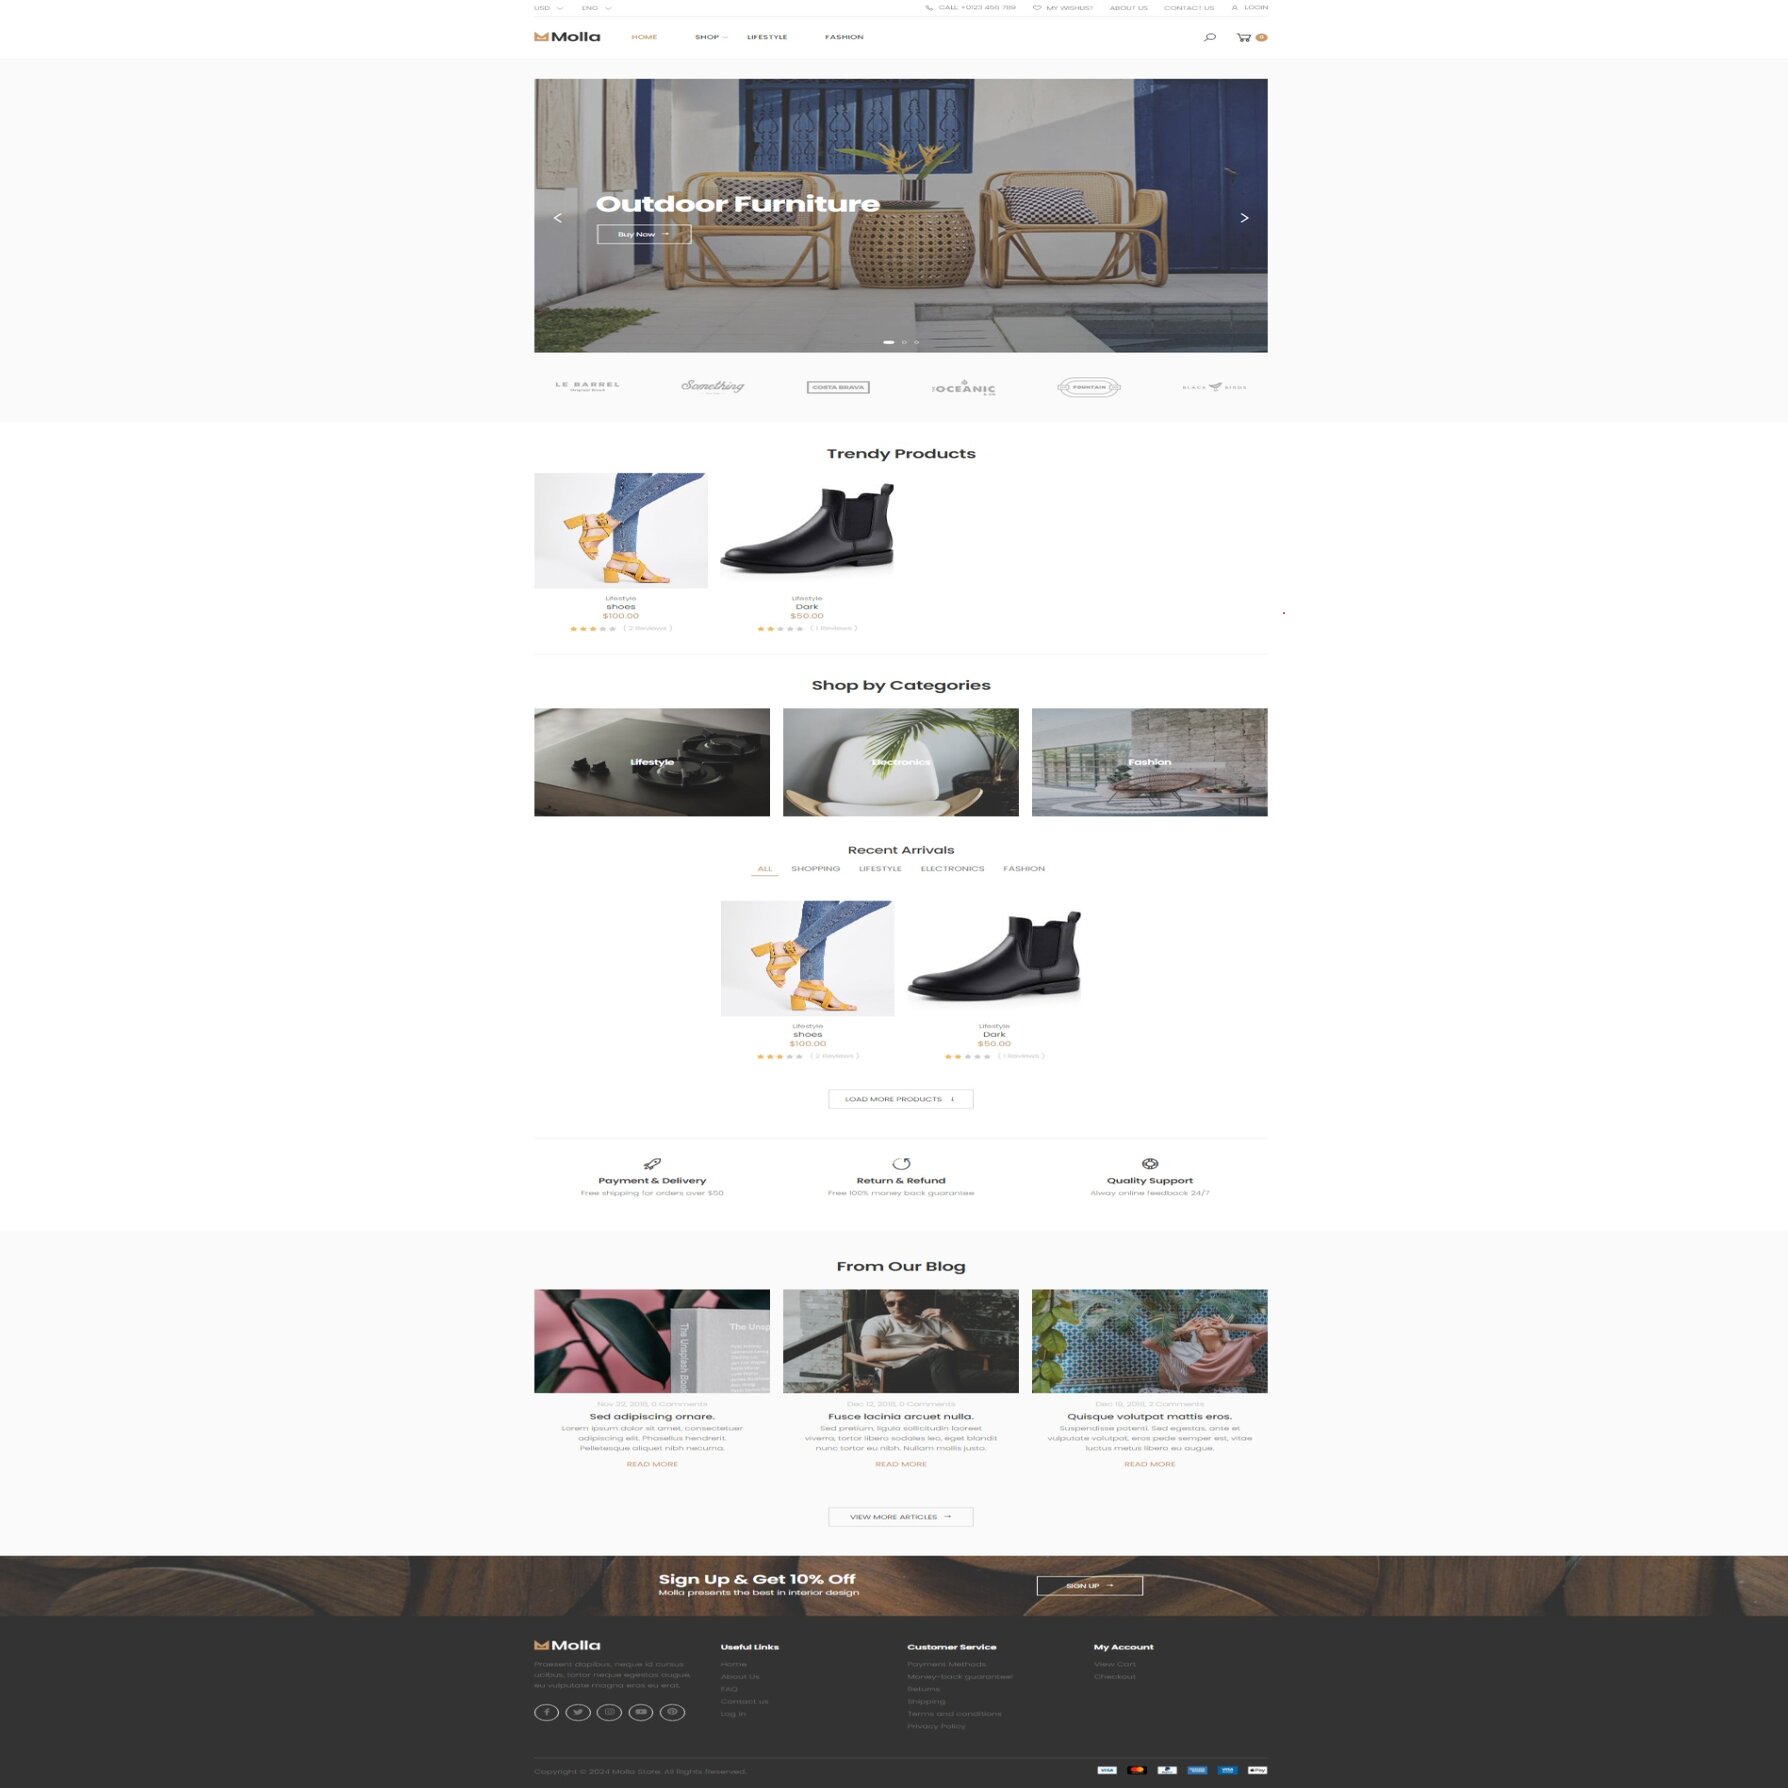 USD
ENG
CALL: +0123 456 789
MY WISHLIST
ABOUT US
CONTACT US
LOGIN
Molla
HOME
SHOP
LIFESTYLE
FASHION
0
Outdoor Furniture
Buy Now →
LE BARREL
Something
COSTA BRAVA
OCEANIC
FOUNTAIN
BLACK BIRDS
Trendy Products
Lifestyle
shoes
$100.00
( 2 Reviews )
Lifestyle
Dark
$50.00
( 1 Reviews )
Shop by Categories
Lifestyle
Electronics
Fashion
Recent Arrivals
ALL
SHOPPING
LIFESTYLE
ELECTRONICS
FASHION
Lifestyle
shoes
$100.00
( 2 Reviews )
Lifestyle
Dark
$50.00
( 1 Reviews )
LOAD MORE PRODUCTS ↓
Payment & Delivery
Free shipping for orders over $50
Return & Refund
Free 100% money back guarantee
Quality Support
Alway online feedback 24/7
From Our Blog
The Unsplash Book
The Unsp
Nov 22, 2018, 0 Comments
Sed adipiscing ornare.
Lorem ipsum dolor sit amet, consectetuer
adipiscing elit. Phasellus hendrerit.
Pelletesque aliquet nibh necurna.
READ MORE
Dec 12, 2018, 0 Comments
Fusce lacinia arcuet nulla.
Sed pretium, ligula sollicitudin laoreet
viverra, tortor libero sodales leo, eget blandit
nunc tortor eu nibh. Nullam mollis justo.
READ MORE
Dec 19, 2018, 2 Comments
Quisque volutpat mattis eros.
Suspendisse potenti. Sed egestas, ante et
vulputate volutpat, eros pede semper est, vitae
luctus metus libero eu augue.
READ MORE
VIEW MORE ARTICLES →
Sign Up & Get 10% Off
Molla presents the best in interior design
SIGN UP →
Molla
Praesent dapibus, neque id cursus
ucibus, tortor neque egestas augue,
eu vulputate magna eros eu erat.
Useful Links
Home
About Us
FAQ
Contact us
Log in
Customer Service
Payment Methods
Money-back guarantee!
Returns
Shipping
Terms and conditions
Privacy Policy
My Account
View Cart
Checkout
Copyright © 2024 Molla Store. All Rights Reserved.
VISA
VISA
Pay